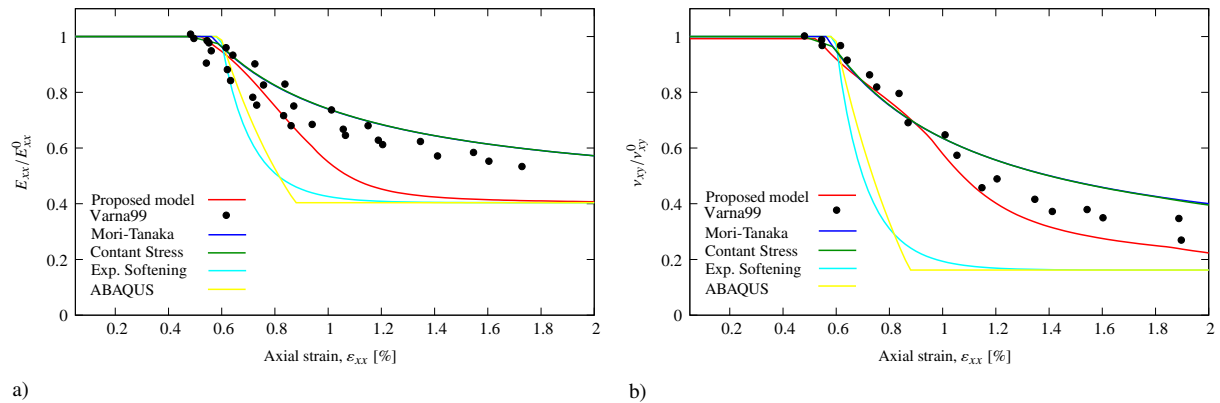 1
0.8
0.6
0.4
0.2
0
E_xx/E^0_xx
Proposed model
Varna99
Mori-Tanaka
Contant Stress
Exp. Softening
ABAQUS
0.2 0.4 0.6 0.8 1 1.2 1.4 1.6 1.8 2
Axial strain, ε_xx [%]
a)
1
0.8
0.6
0.4
0.2
0
ν_xy/ν^0_xy
Proposed model
Varna99
Mori-Tanaka
Contant Stress
Exp. Softening
ABAQUS
0.2 0.4 0.6 0.8 1 1.2 1.4 1.6 1.8 2
Axial strain, ε_xx [%]
b)